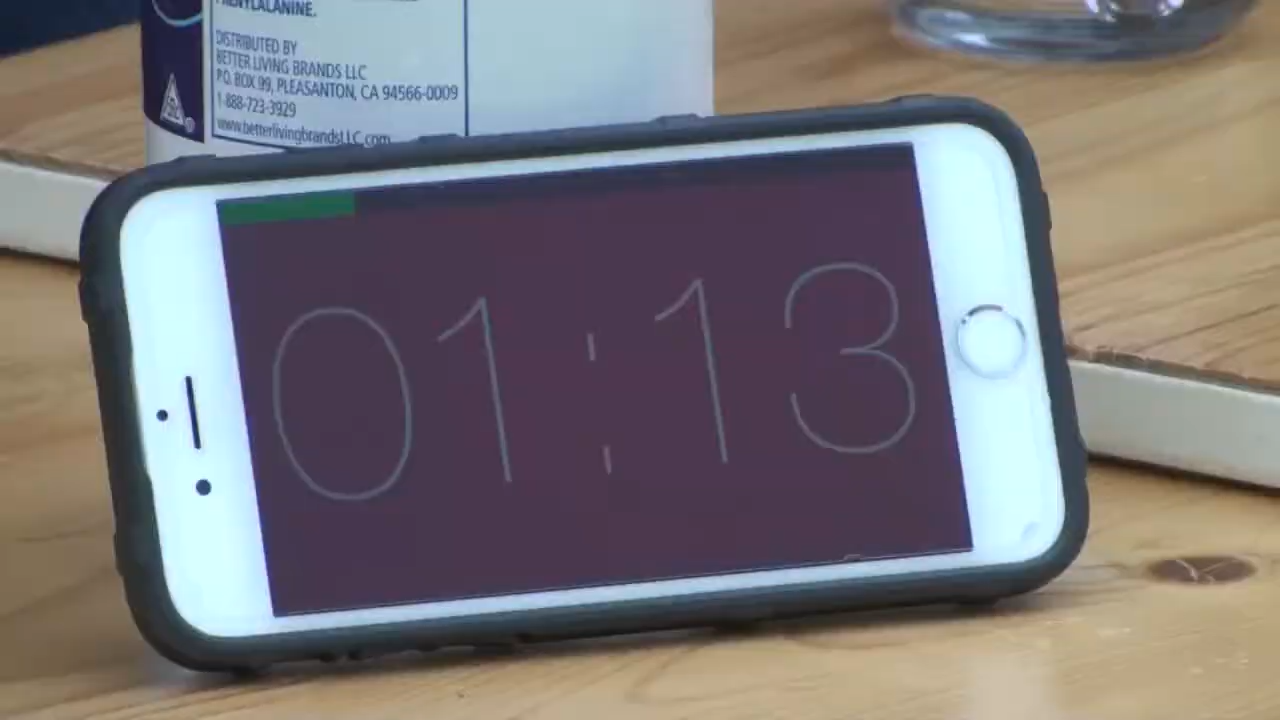 PHENYLALANINE.
DISTRIBUTED BY
BETTER LIVING BRANDS LLC
P.O. BOX 99, PLEASANTON, CA 94566-0009
1-888-723-3929
www.betterlivingbrandsLLC.com
01:13